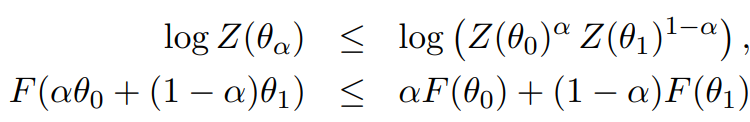 log Z(θ_α) ≤ log (Z(θ_0)^α Z(θ_1)^{1−α}),
F(αθ_0 + (1 − α)θ_1) ≤ αF(θ_0) + (1 − α)F(θ_1)